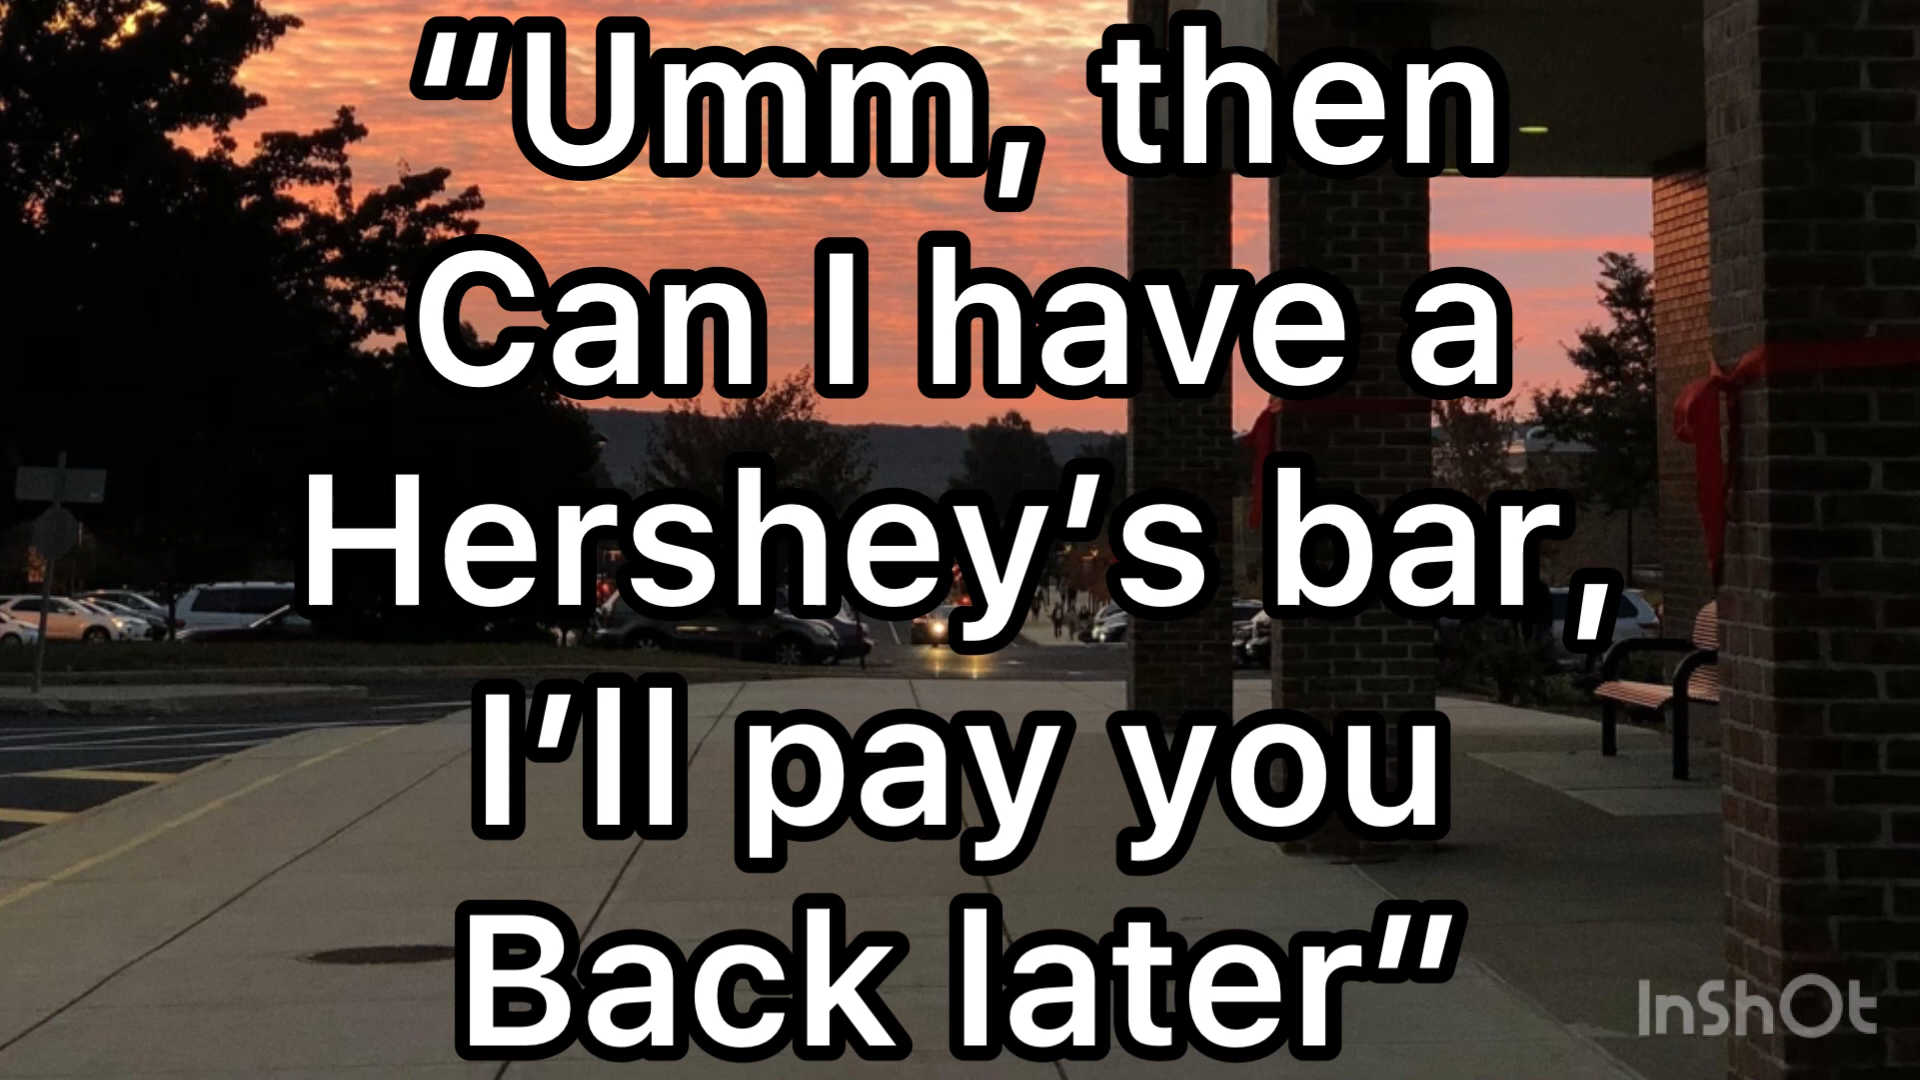 “Umm, then
Can I have a
Hershey’s bar,
I’ll pay you
Back later”
InShOt